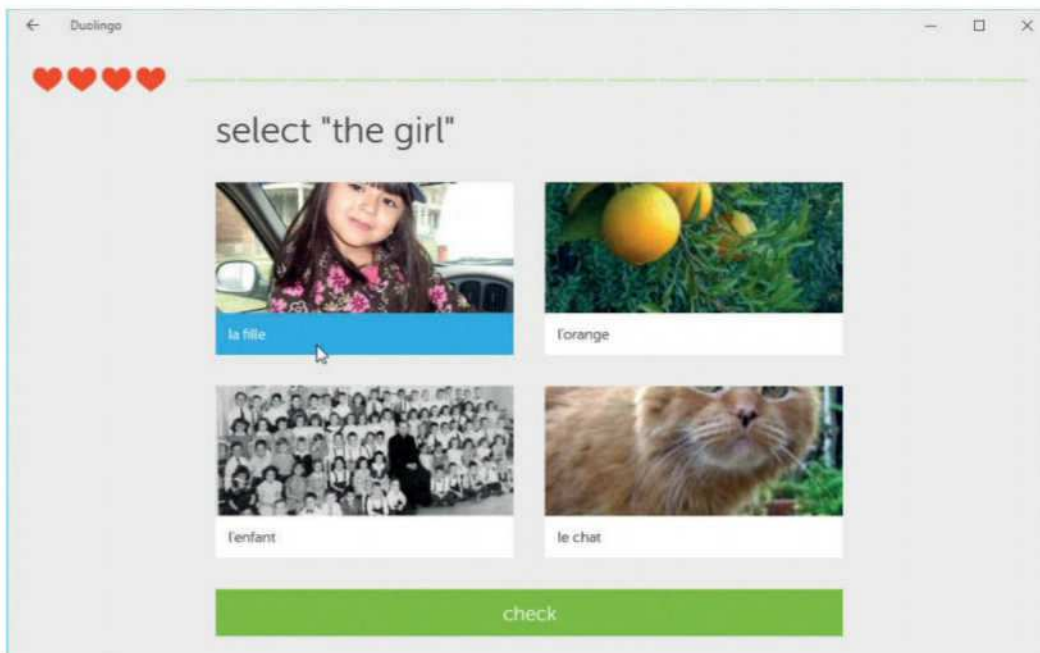 Duolingo
select "the girl"
la fille
l'orange
l'enfant
le chat
check